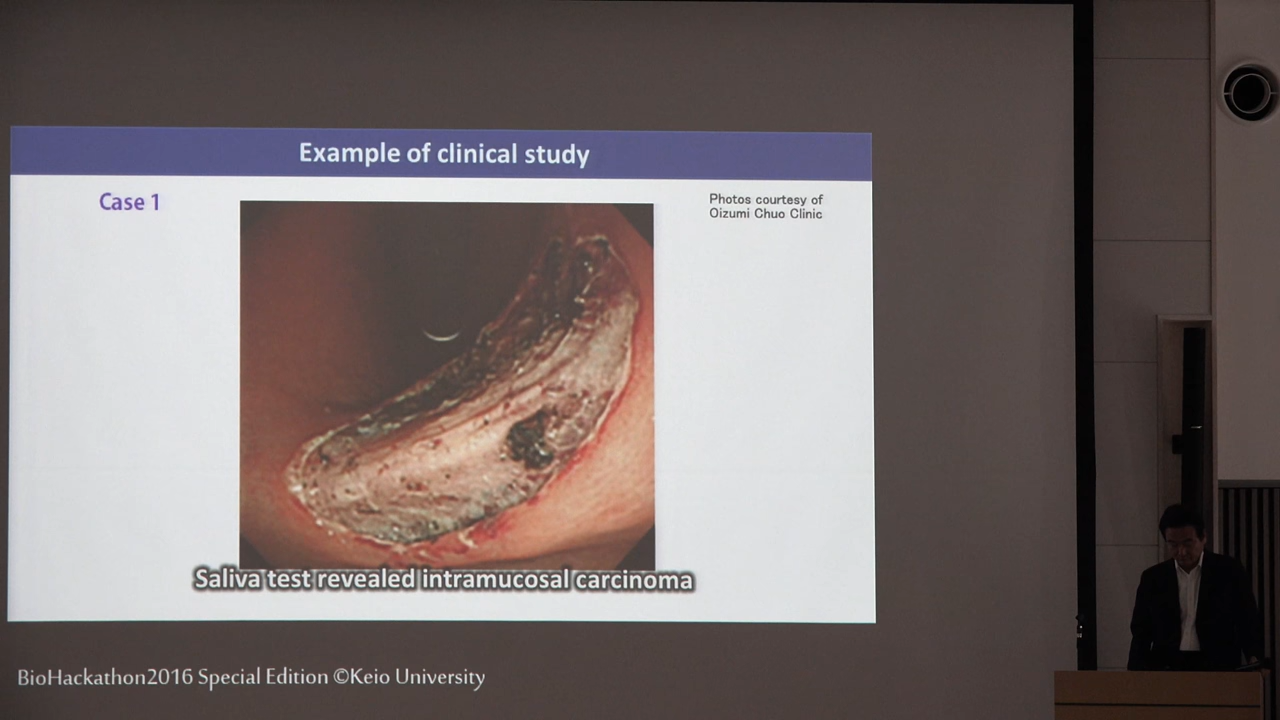 Example of clinical study
Case 1
Photos courtesy of
Oizumi Chuo Clinic
Saliva test revealed intramucosal carcinoma
BioHackathon2016 Special Edition ©Keio University